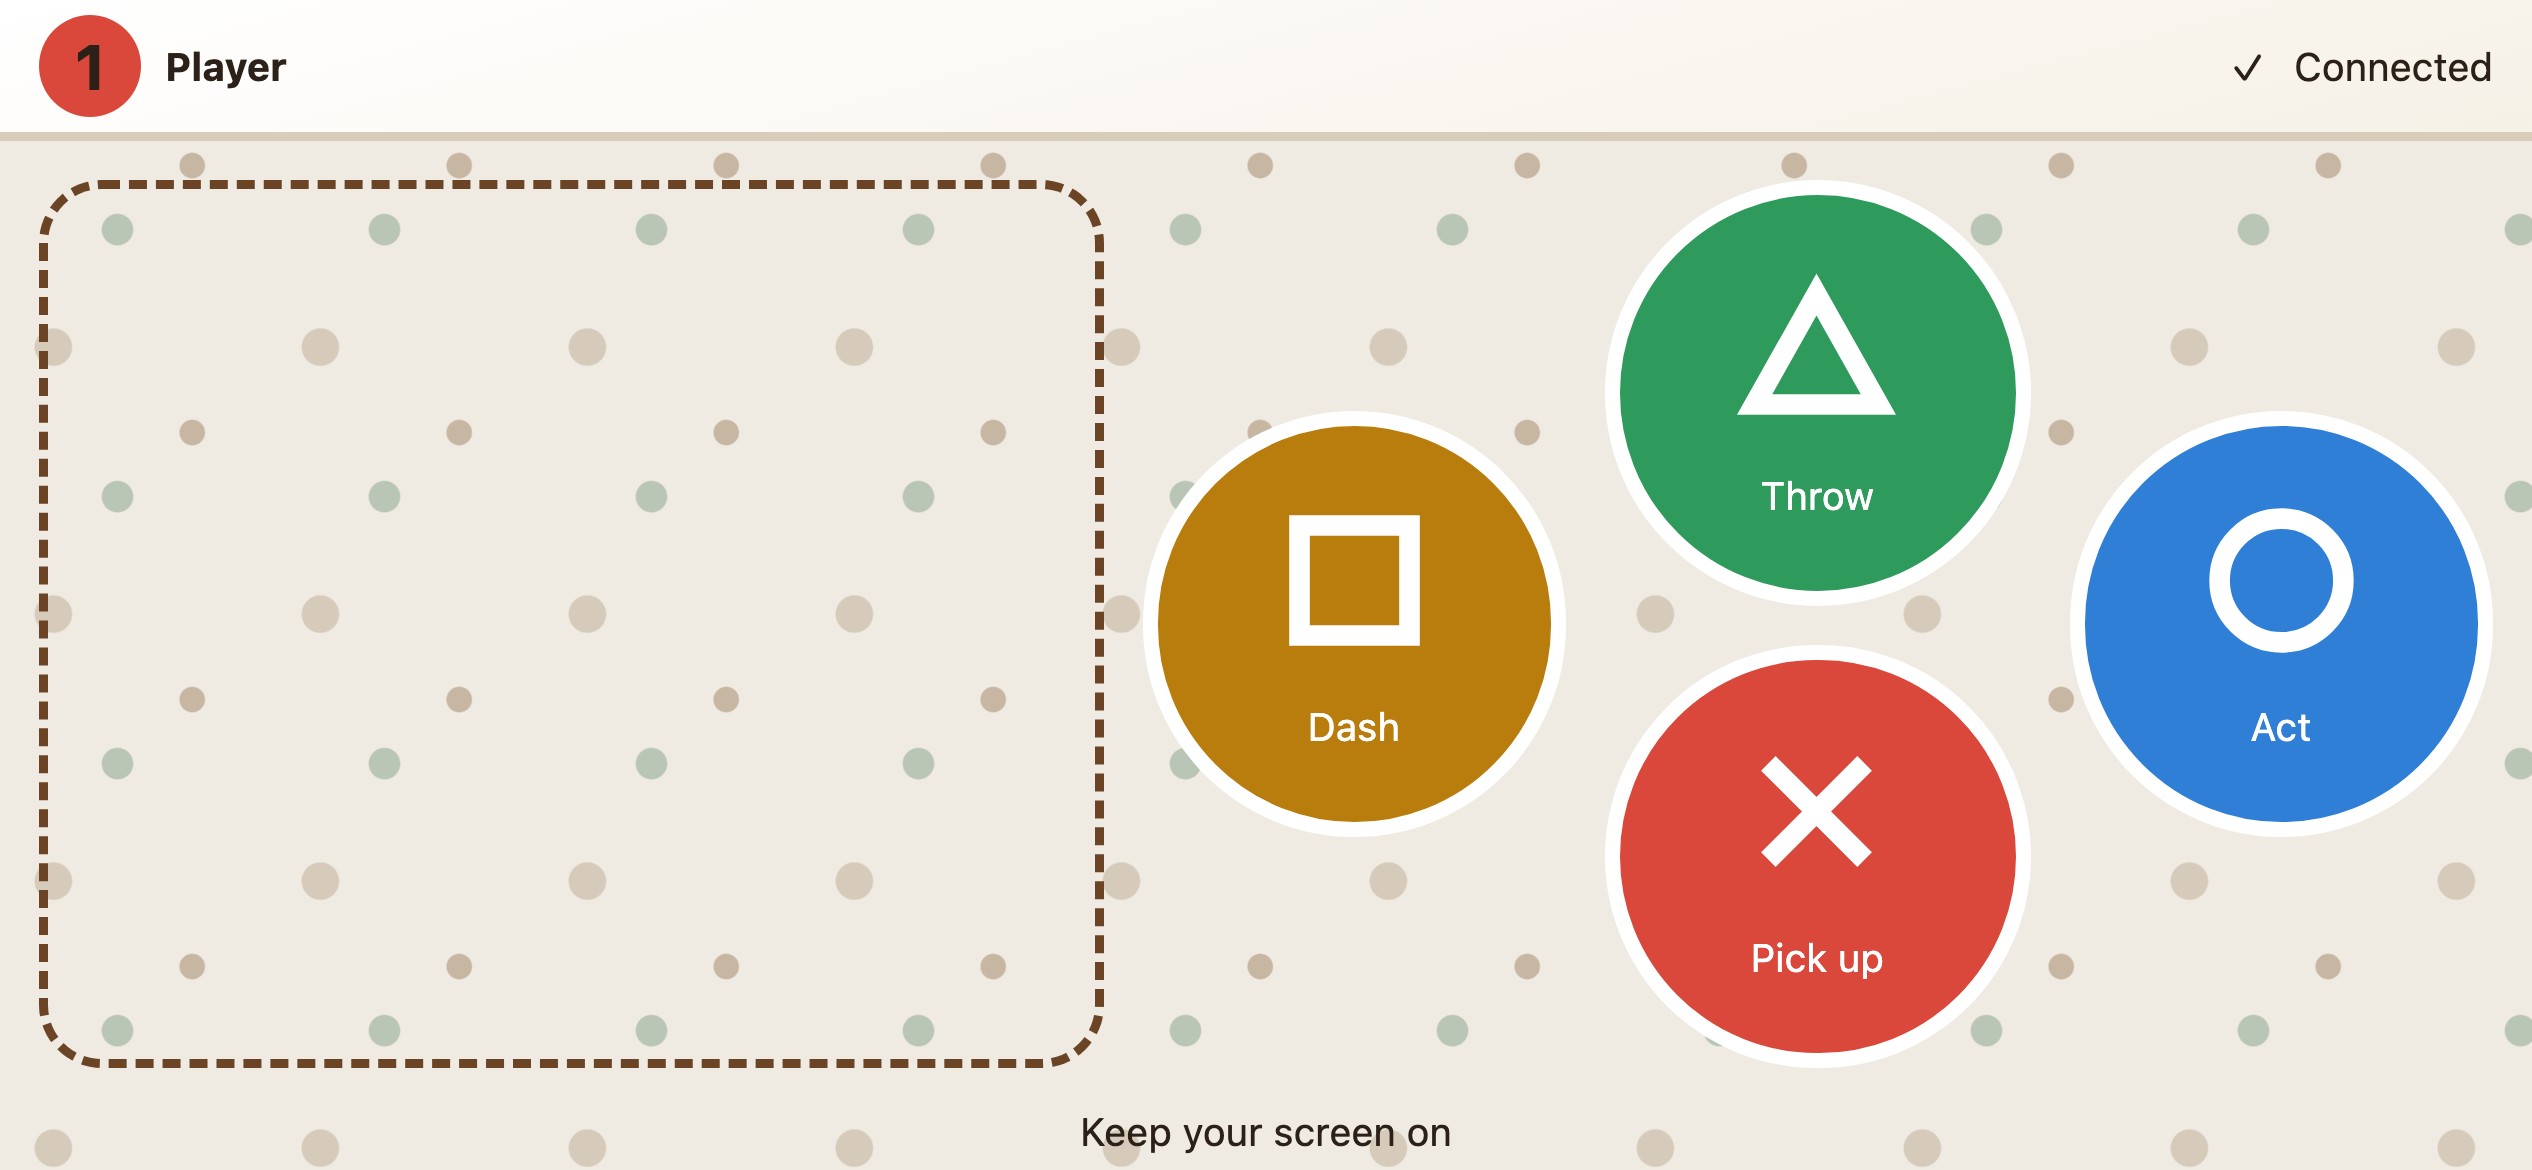 1 Player
✓ Connected
Throw
Dash
Act
Pick up
Keep your screen on